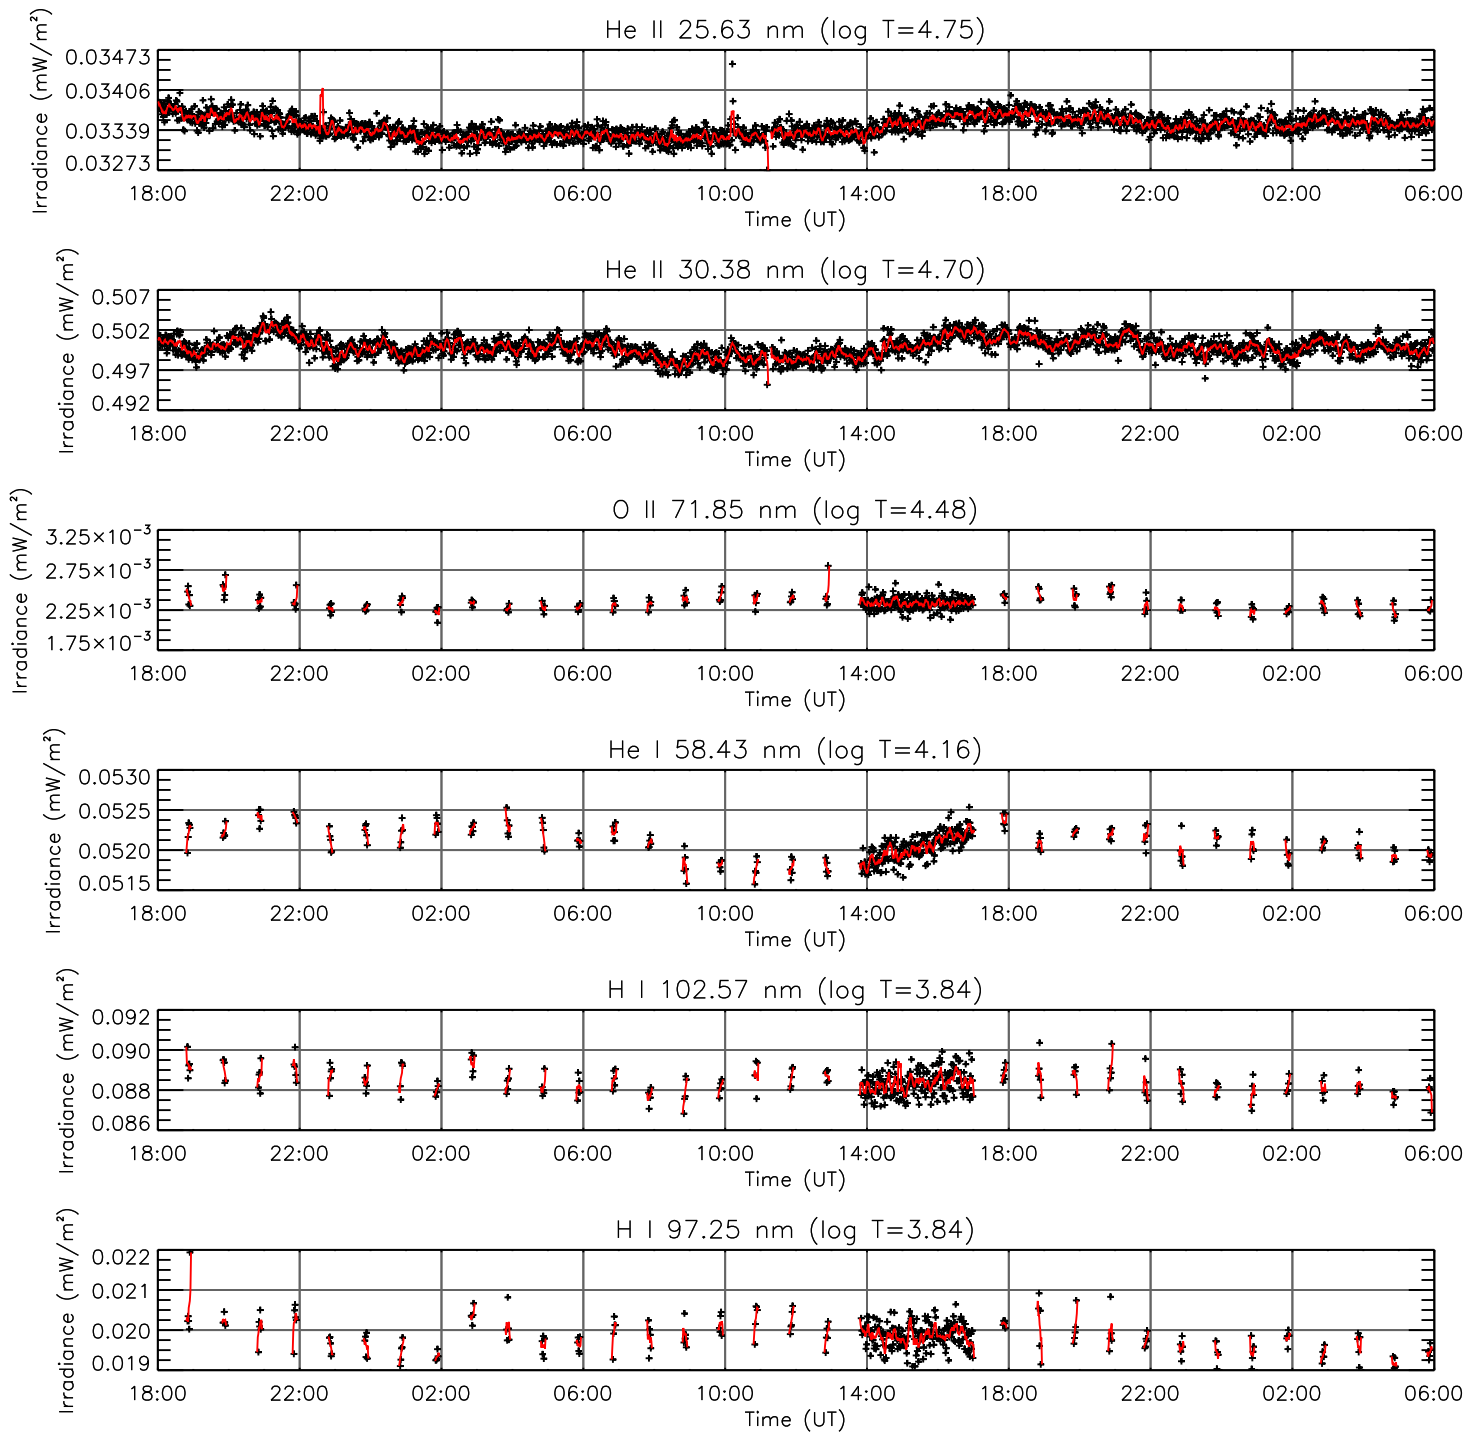 He II 25.63 nm (log T=4.75)
Irradiance (mW/m²)
0.03473
0.03406
0.03339
0.03273
18:00 22:00 02:00 06:00 10:00 14:00 18:00 22:00 02:00 06:00
Time (UT)
He II 30.38 nm (log T=4.70)
Irradiance (mW/m²)
0.507
0.502
0.497
0.492
18:00 22:00 02:00 06:00 10:00 14:00 18:00 22:00 02:00 06:00
Time (UT)
O II 71.85 nm (log T=4.48)
Irradiance (mW/m²)
3.25×10⁻³
2.75×10⁻³
2.25×10⁻³
1.75×10⁻³
18:00 22:00 02:00 06:00 10:00 14:00 18:00 22:00 02:00 06:00
Time (UT)
He I 58.43 nm (log T=4.16)
Irradiance (mW/m²)
0.0530
0.0525
0.0520
0.0515
18:00 22:00 02:00 06:00 10:00 14:00 18:00 22:00 02:00 06:00
Time (UT)
H I 102.57 nm (log T=3.84)
Irradiance (mW/m²)
0.092
0.090
0.088
0.086
18:00 22:00 02:00 06:00 10:00 14:00 18:00 22:00 02:00 06:00
Time (UT)
H I 97.25 nm (log T=3.84)
Irradiance (mW/m²)
0.022
0.021
0.020
0.019
18:00 22:00 02:00 06:00 10:00 14:00 18:00 22:00 02:00 06:00
Time (UT)